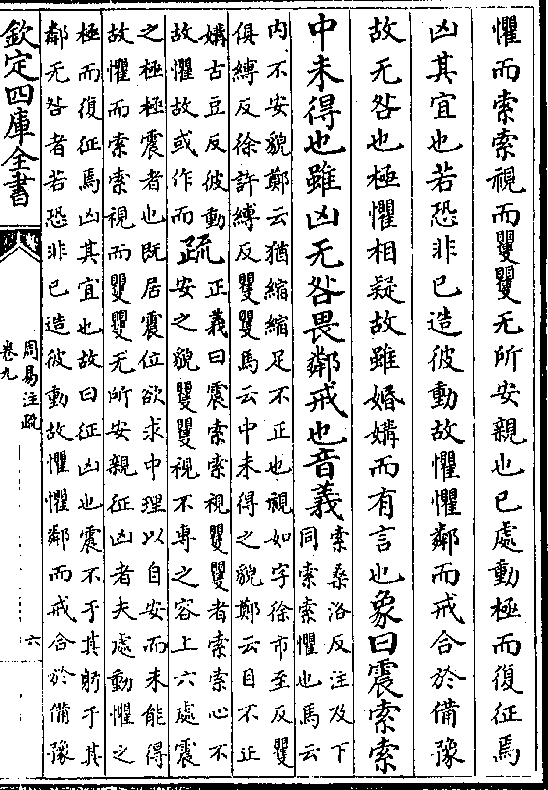 懼而索索視而矍矍无所安親也已處動極而復征焉
凶其宜也若恐非已造彼動故懼懼鄰而戒合於備豫
故无咎也極懼相疑故雖婚媾而有言也象曰震索索
中未得也雖凶无咎畏鄰戒也音義
索桑洛反注及下
同索索懼也馬云
内不安貌鄭云猶縮縮足不正也視如字徐市至反矍
俱縛反徐許縛反矍矍馬云中未得之貌鄭云目不正
媾古豆反彼動
故懼故或作而
疏
正義曰震索索視矍矍者索索心不
安之貌矍矍視不專之容上六處震
之極極震者也既居震位欲求中理以自安而未能得
故懼而索索視而矍矍无所安親征凶者夫處動懼之
極而復征焉凶其宜也故曰征凶也震不于其躬于其
鄰无咎者若恐非已造彼動故懼懼鄰而戒合於備豫
欽定四庫全書
周易注疏
卷九
六